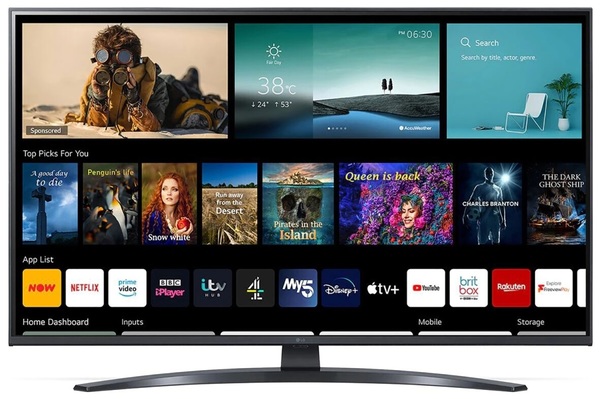 Sponsored
Fair Day
38°C
↓ 24° ↑ 53°
PM 06:30
AccuWeather
Search
Search by title, actor, genre.
Top Picks For You
A good day
to die
Penguin's life
Snow white
Run away
from the
Desert
Pirates in the
Island
Queen is back
CHARLES BRANTON
THE DARK
GHOST SHIP
App List
NOW
NETFLIX
prime
video
BBC
iPLAYER
itv
HUB
4
My5
Disney+
tv+
YouTube
brit
box
Rakuten
Explore
FreeviewPlay
Home Dashboard
Inputs
Mobile
Storage
LG